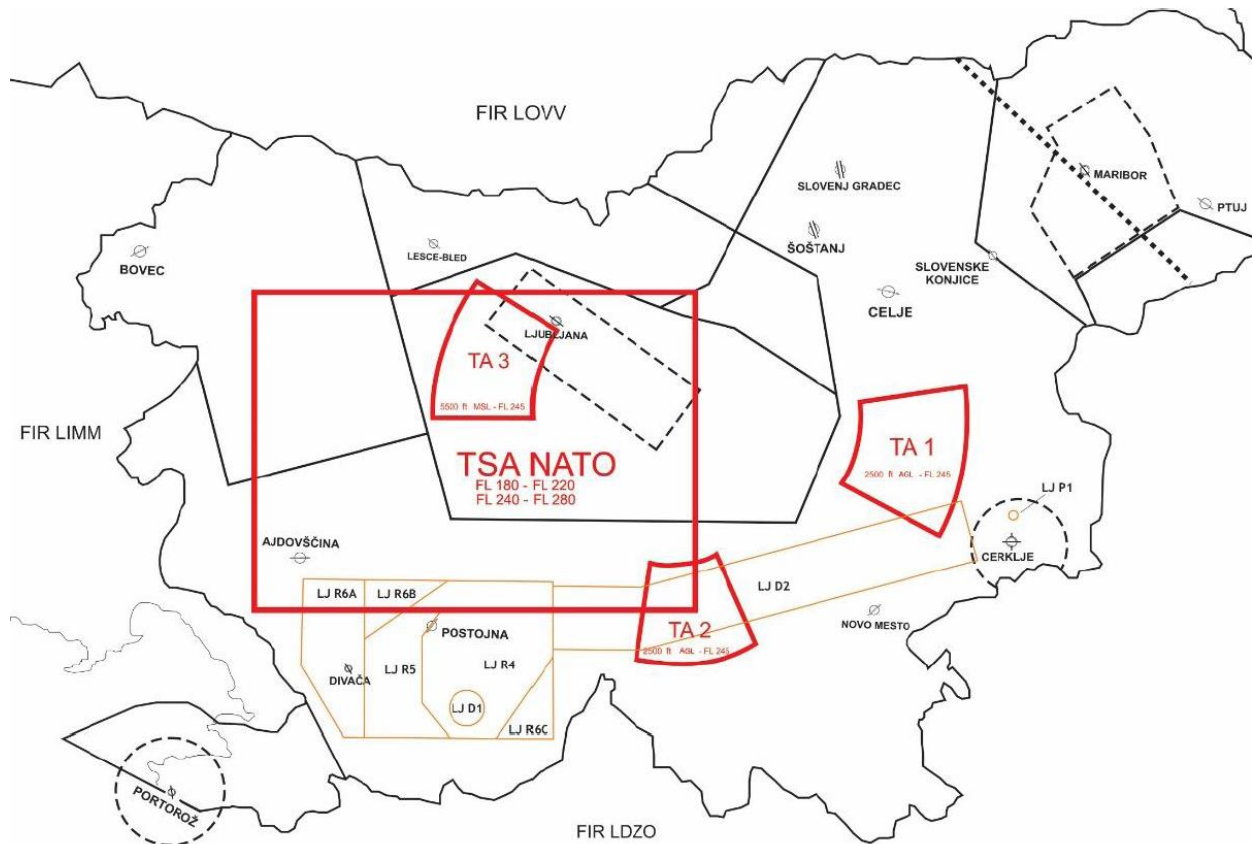 FIR LOVV
SLOVENJ GRADEC
MARIBOR
PTUJ
ŠOŠTANJ
LESCE-BLED
BOVEC
SLOVENSKE
KONJICE
CELJE
LJUBLJANA
TA 3
5500 ft MSL - FL 245
FIR LIMM
TSA NATO
FL 180 - FL 220
FL 240 - FL 280
TA 1
2500 ft AGL - FL 245
LJ P1
CERKLJE
AJDOVŠČINA
LJ R6A
LJ R6B
LJ D2
NOVO MESTO
POSTOJNA
TA 2
2500 ft AGL - FL 245
DIVAČA
LJ R5
LJ R4
LJ D1
LJ R6C
PORTOROŽ
FIR LDZO